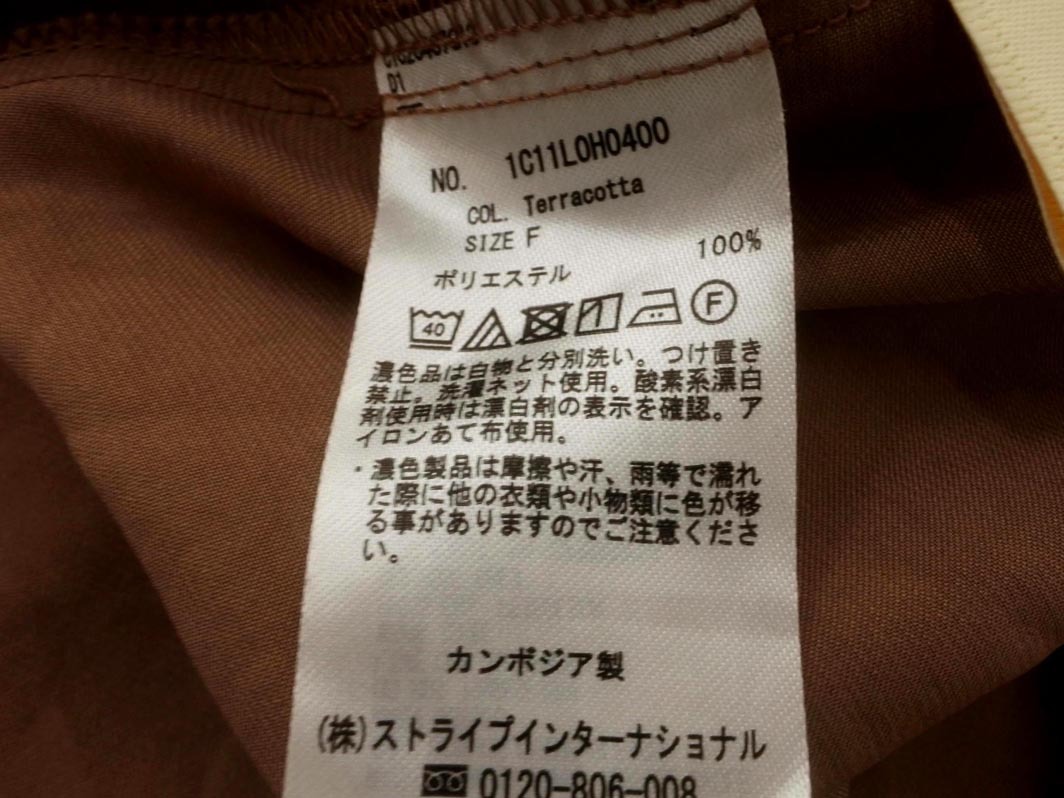 D1
NO. 1C11L0H0400
COL. Terracotta
SIZE F
ポリエステル 100%
40 F
濃色品は白物と分別洗い。つけ置き
禁止。洗濯ネット使用。酸素系漂白
剤使用時は漂白剤の表示を確認。ア
イロンあて布使用。
・濃色製品は摩擦や汗、雨等で濡れ
た際に他の衣類や小物類に色が移
る事がありますのでご注意くださ
い。
カンボジア製
(株)ストライプインターナショナル
0120-806-008